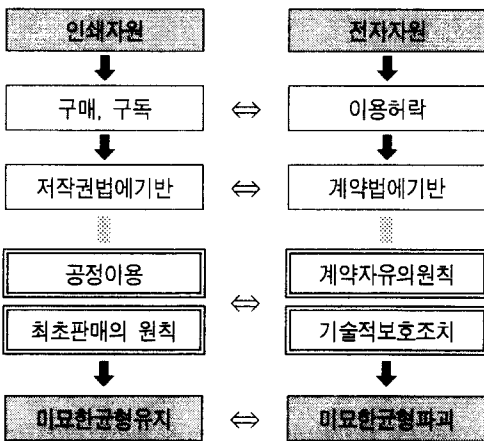 인쇄자원 전자자원
구매, 구독 ⇔ 이용허락
저작권법에기반 ⇔ 계약법에기반
공정이용 계약자유의원칙
⇔
최초판매의 원칙 기술적보호조치
미묘한균형유지 ⇔ 미묘한균형파괴